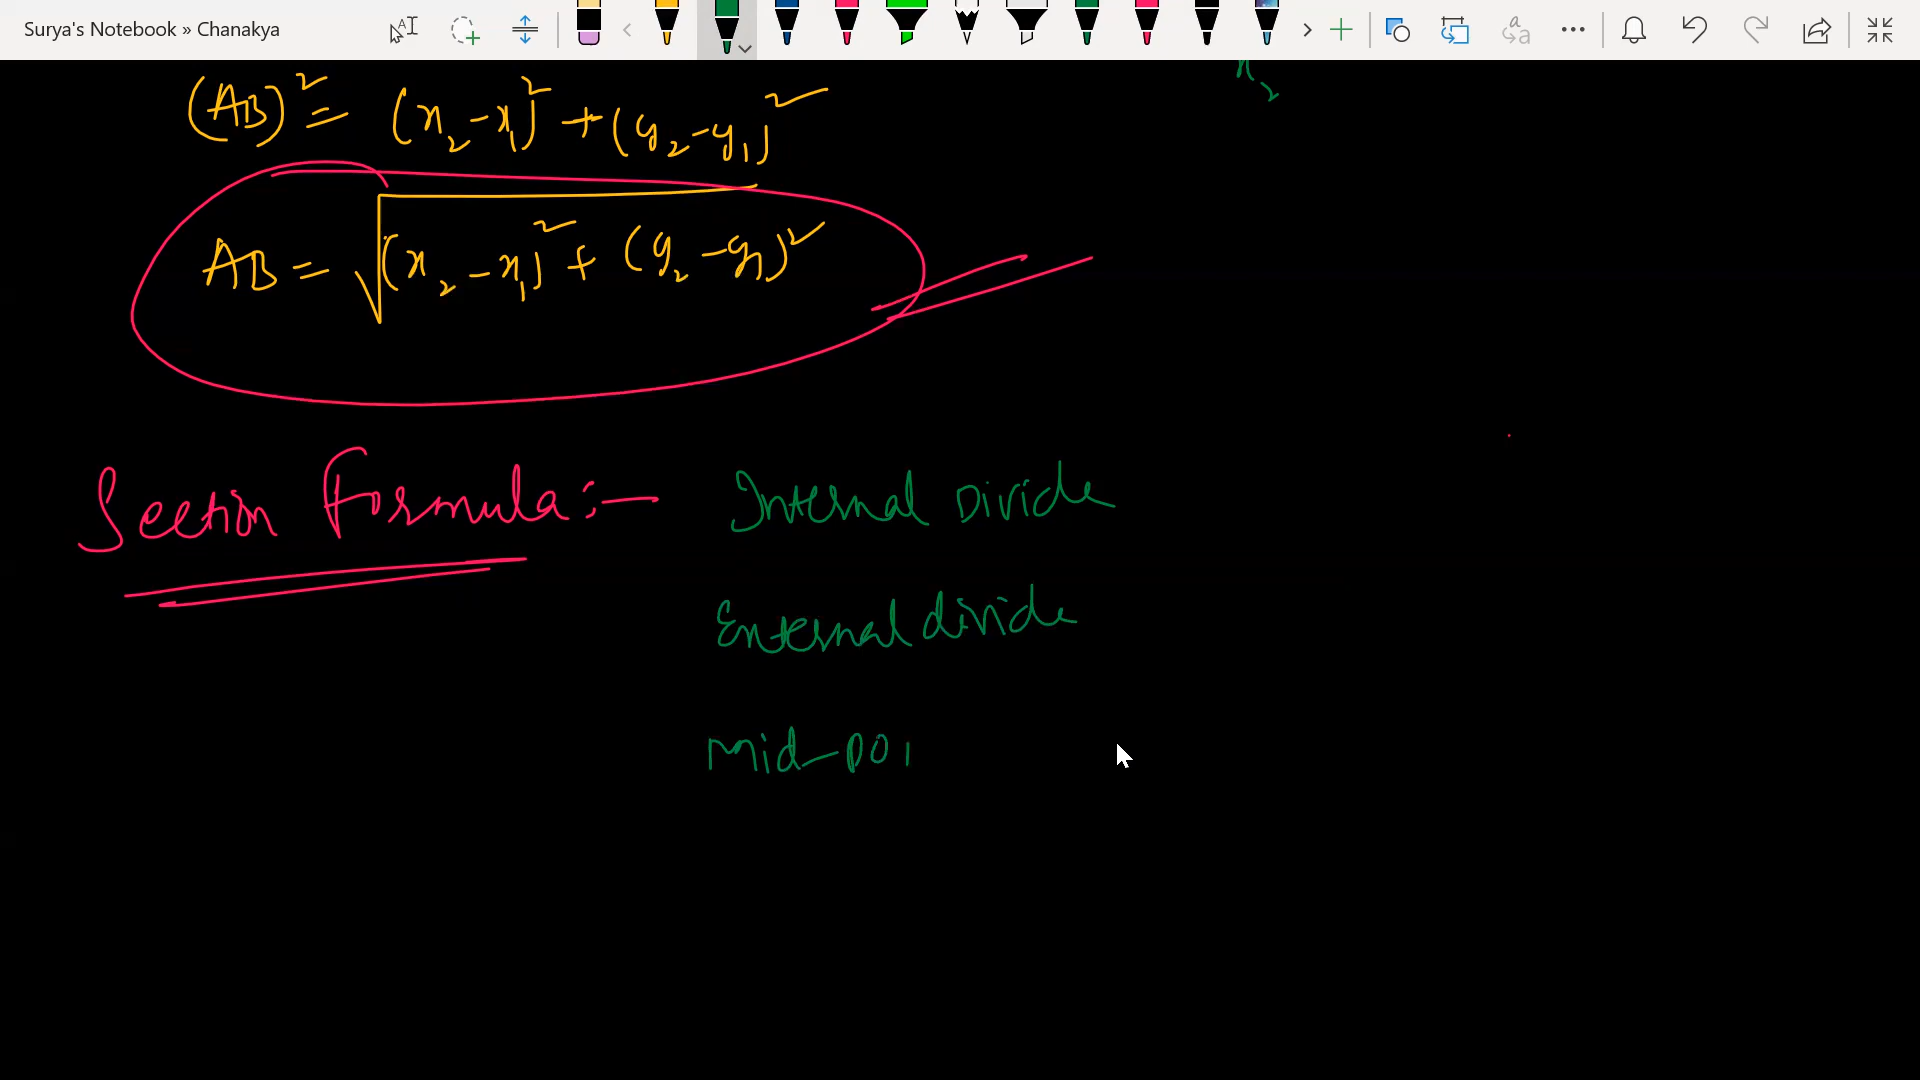 Surya's Notebook » Chanakya
x₂
(AB)² = (x₂-x₁)² + (y₂-y₁)²
AB = √(x₂-x₁)² + (y₂-y₁)²
Section Formula :- Internal Divide
External divide
Mid-poi